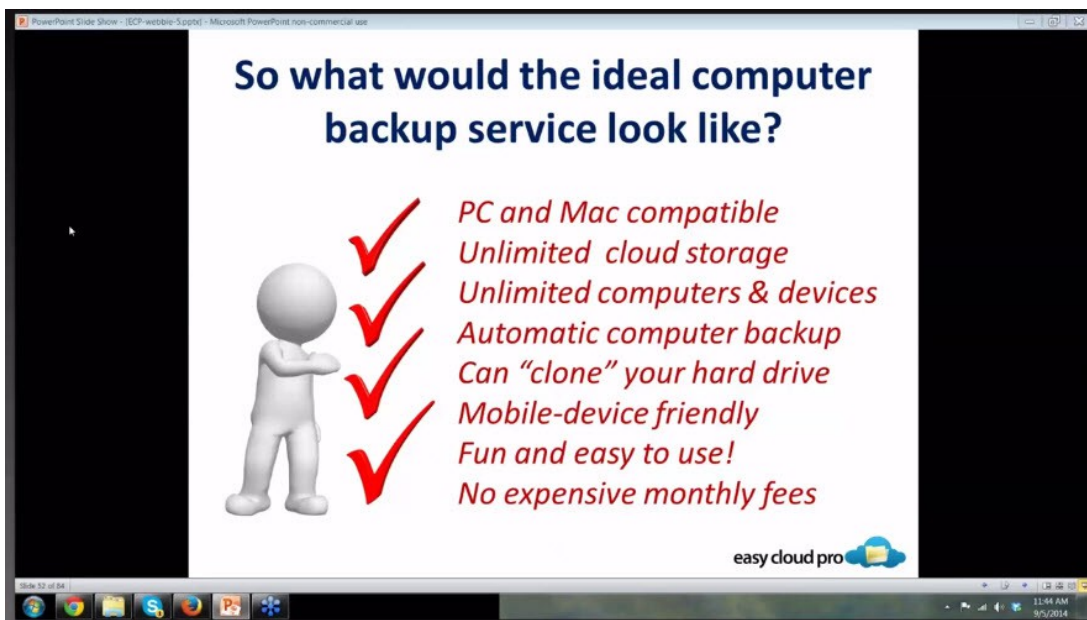 PowerPoint Slide Show - [ECP-webbie-5.pptx] - Microsoft PowerPoint non-commercial use
So what would the ideal computer
backup service look like?
PC and Mac compatible
Unlimited cloud storage
Unlimited computers & devices
Automatic computer backup
Can “clone” your hard drive
Mobile-device friendly
Fun and easy to use!
No expensive monthly fees
easy cloud pro
Slide 52 of 84
11:44 AM
9/5/2014